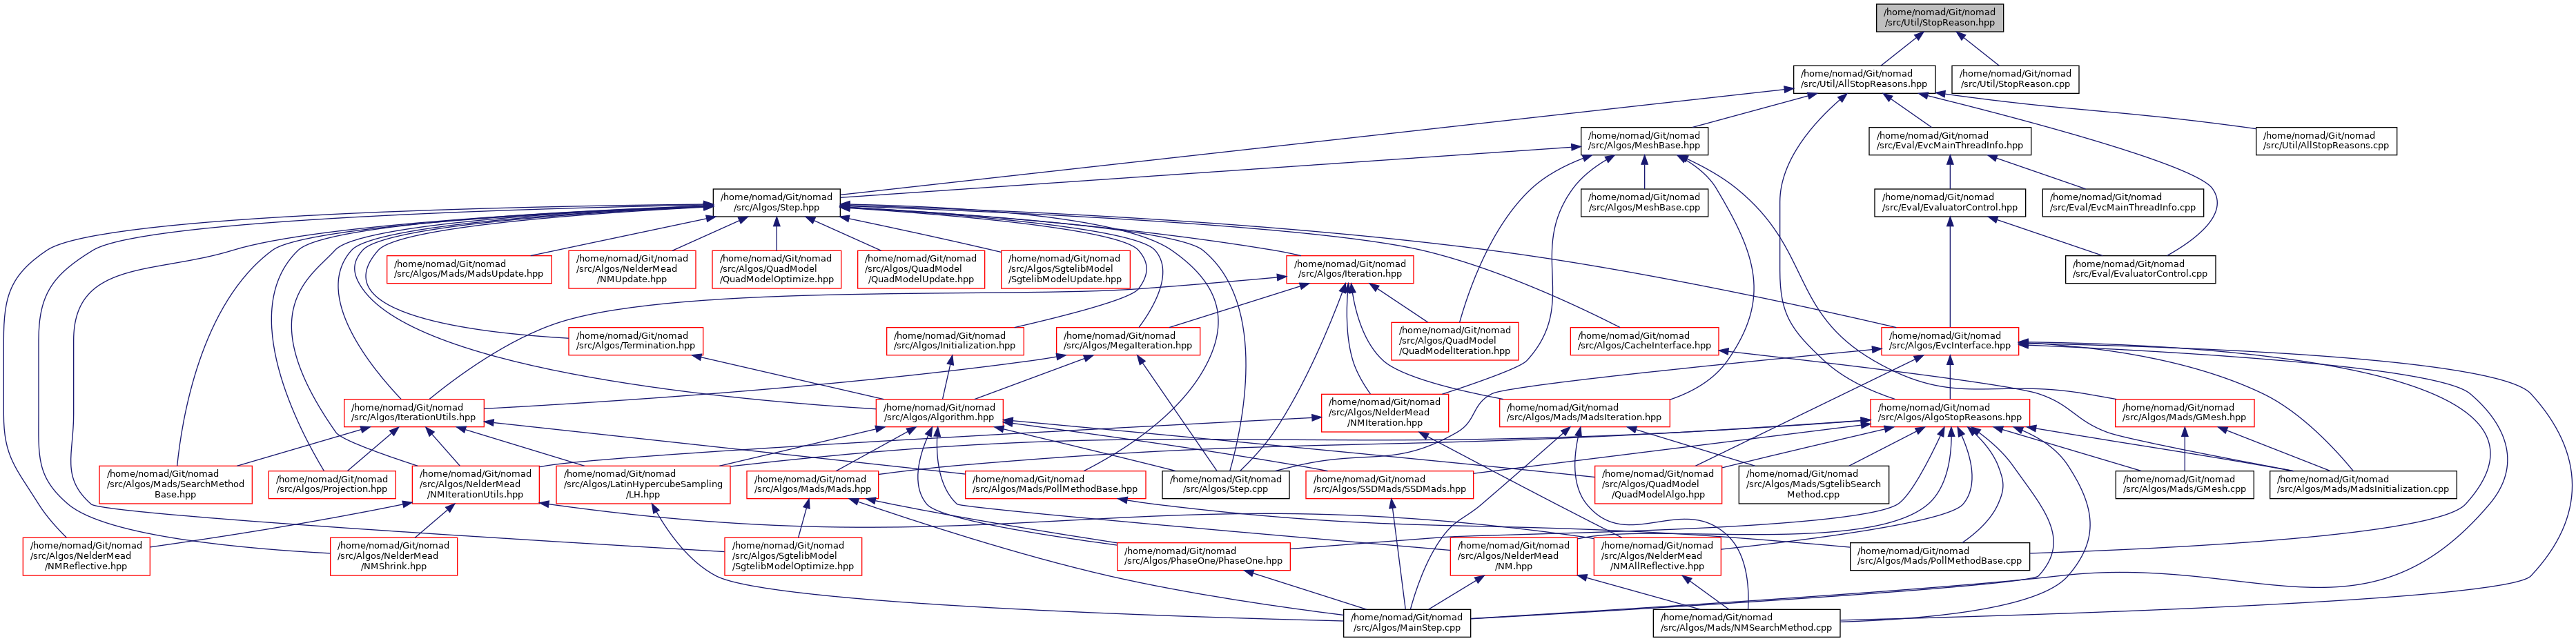 /home/nomad/Git/nomad
/src/Util/StopReason.hpp
/home/nomad/Git/nomad
/src/Util/AllStopReasons.hpp
/home/nomad/Git/nomad
/src/Util/StopReason.cpp
/home/nomad/Git/nomad
/src/Algos/MeshBase.hpp
/home/nomad/Git/nomad
/src/Eval/EvcMainThreadInfo.hpp
/home/nomad/Git/nomad
/src/Util/AllStopReasons.cpp
/home/nomad/Git/nomad
/src/Algos/Step.hpp
/home/nomad/Git/nomad
/src/Algos/MeshBase.cpp
/home/nomad/Git/nomad
/src/Eval/EvaluatorControl.hpp
/home/nomad/Git/nomad
/src/Eval/EvcMainThreadInfo.cpp
/home/nomad/Git/nomad
/src/Algos/Mads/MadsUpdate.hpp
/home/nomad/Git/nomad
/src/Algos/NelderMead
/NMUpdate.hpp
/home/nomad/Git/nomad
/src/Algos/QuadModel
/QuadModelOptimize.hpp
/home/nomad/Git/nomad
/src/Algos/QuadModel
/QuadModelUpdate.hpp
/home/nomad/Git/nomad
/src/Algos/SgtelibModel
/SgtelibModelUpdate.hpp
/home/nomad/Git/nomad
/src/Algos/Iteration.hpp
/home/nomad/Git/nomad
/src/Eval/EvaluatorControl.cpp
/home/nomad/Git/nomad
/src/Algos/Termination.hpp
/home/nomad/Git/nomad
/src/Algos/Initialization.hpp
/home/nomad/Git/nomad
/src/Algos/MegaIteration.hpp
/home/nomad/Git/nomad
/src/Algos/QuadModel
/QuadModelIteration.hpp
/home/nomad/Git/nomad
/src/Algos/CacheInterface.hpp
/home/nomad/Git/nomad
/src/Algos/EvcInterface.hpp
/home/nomad/Git/nomad
/src/Algos/IterationUtils.hpp
/home/nomad/Git/nomad
/src/Algos/Algorithm.hpp
/home/nomad/Git/nomad
/src/Algos/NelderMead
/NMIteration.hpp
/home/nomad/Git/nomad
/src/Algos/Mads/MadsIteration.hpp
/home/nomad/Git/nomad
/src/Algos/AlgoStopReasons.hpp
/home/nomad/Git/nomad
/src/Algos/Mads/GMesh.hpp
/home/nomad/Git/nomad
/src/Algos/Mads/SearchMethod
Base.hpp
/home/nomad/Git/nomad
/src/Algos/Projection.hpp
/home/nomad/Git/nomad
/src/Algos/NelderMead
/NMIterationUtils.hpp
/home/nomad/Git/nomad
/src/Algos/LatinHypercubeSampling
/LH.hpp
/home/nomad/Git/nomad
/src/Algos/Mads/Mads.hpp
/home/nomad/Git/nomad
/src/Algos/Mads/PollMethodBase.hpp
/home/nomad/Git/nomad
/src/Algos/Step.cpp
/home/nomad/Git/nomad
/src/Algos/SSDMads/SSDMads.hpp
/home/nomad/Git/nomad
/src/Algos/QuadModel
/QuadModelAlgo.hpp
/home/nomad/Git/nomad
/src/Algos/Mads/SgtelibSearch
Method.cpp
/home/nomad/Git/nomad
/src/Algos/Mads/GMesh.cpp
/home/nomad/Git/nomad
/src/Algos/Mads/MadsInitialization.cpp
/home/nomad/Git/nomad
/src/Algos/NelderMead
/NMReflective.hpp
/home/nomad/Git/nomad
/src/Algos/NelderMead
/NMShrink.hpp
/home/nomad/Git/nomad
/src/Algos/SgtelibModel
/SgtelibModelOptimize.hpp
/home/nomad/Git/nomad
/src/Algos/PhaseOne/PhaseOne.hpp
/home/nomad/Git/nomad
/src/Algos/NelderMead
/NM.hpp
/home/nomad/Git/nomad
/src/Algos/NelderMead
/NMAllReflective.hpp
/home/nomad/Git/nomad
/src/Algos/Mads/PollMethodBase.cpp
/home/nomad/Git/nomad
/src/Algos/MainStep.cpp
/home/nomad/Git/nomad
/src/Algos/Mads/NMSearchMethod.cpp